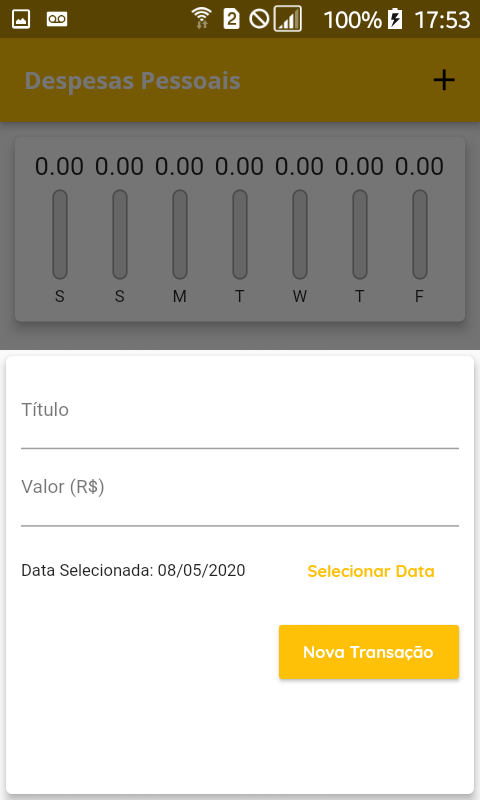 2 100% 17:53
Despesas Pessoais +
0.00 0.00 0.00 0.00 0.00 0.00 0.00
S S M T W T F
Título
Valor (R$)
Data Selecionada: 08/05/2020 Selecionar Data
Nova Transação